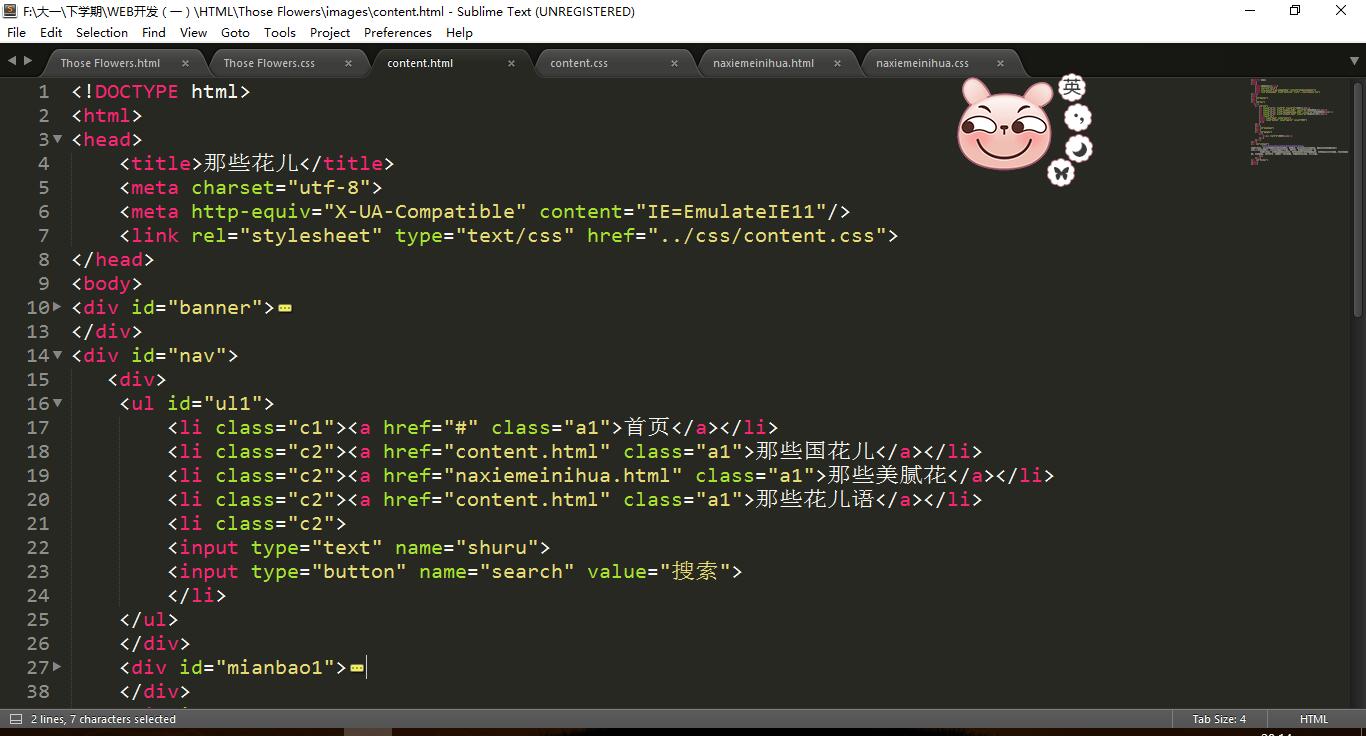 F:\大一\下学期\WEB开发（一）\HTML\Those Flowers\images\content.html - Sublime Text (UNREGISTERED)
File Edit Selection Find View Goto Tools Project Preferences Help
Those Flowers.html × Those Flowers.css × content.html × content.css × naxiemeinihua.html × naxiemeinihua.css ×
英
1 <!DOCTYPE html>
2 <html>
3 <head>
4 <title>那些花儿</title>
5 <meta charset="utf-8">
6 <meta http-equiv="X-UA-Compatible" content="IE=EmulateIE11"/>
7 <link rel="stylesheet" type="text/css" href="../css/content.css">
8 </head>
9 <body>
10 <div id="banner">
13 </div>
14 <div id="nav">
15 <div>
16 <ul id="ul1">
17 <li class="c1"><a href="#" class="a1">首页</a></li>
18 <li class="c2"><a href="content.html" class="a1">那些国花儿</a></li>
19 <li class="c2"><a href="naxiemeinihua.html" class="a1">那些美腻花</a></li>
20 <li class="c2"><a href="content.html" class="a1">那些花儿语</a></li>
21 <li class="c2">
22 <input type="text" name="shuru">
23 <input type="button" name="search" value="搜索">
24 </li>
25 </ul>
26 </div>
27 <div id="mianbao1">
38 </div>
2 lines, 7 characters selected Tab Size: 4 HTML